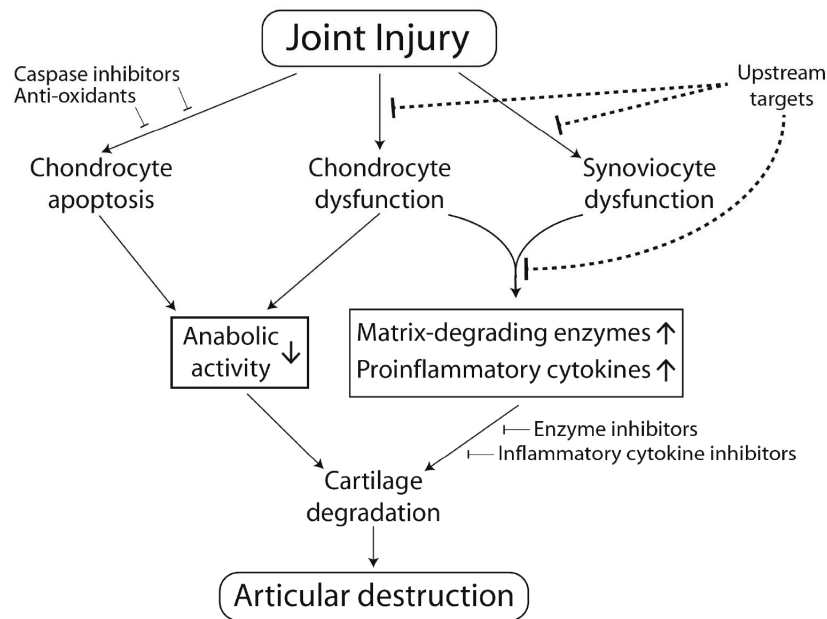 Joint Injury
Caspase inhibitors
Anti-oxidants
Upstream
targets
Chondrocyte
apoptosis
Chondrocyte
dysfunction
Synoviocyte
dysfunction
Anabolic
activity ↓
Matrix-degrading enzymes ↑
Proinflammatory cytokines ↑
Enzyme inhibitors
Inflammatory cytokine inhibitors
Cartilage
degradation
Articular destruction